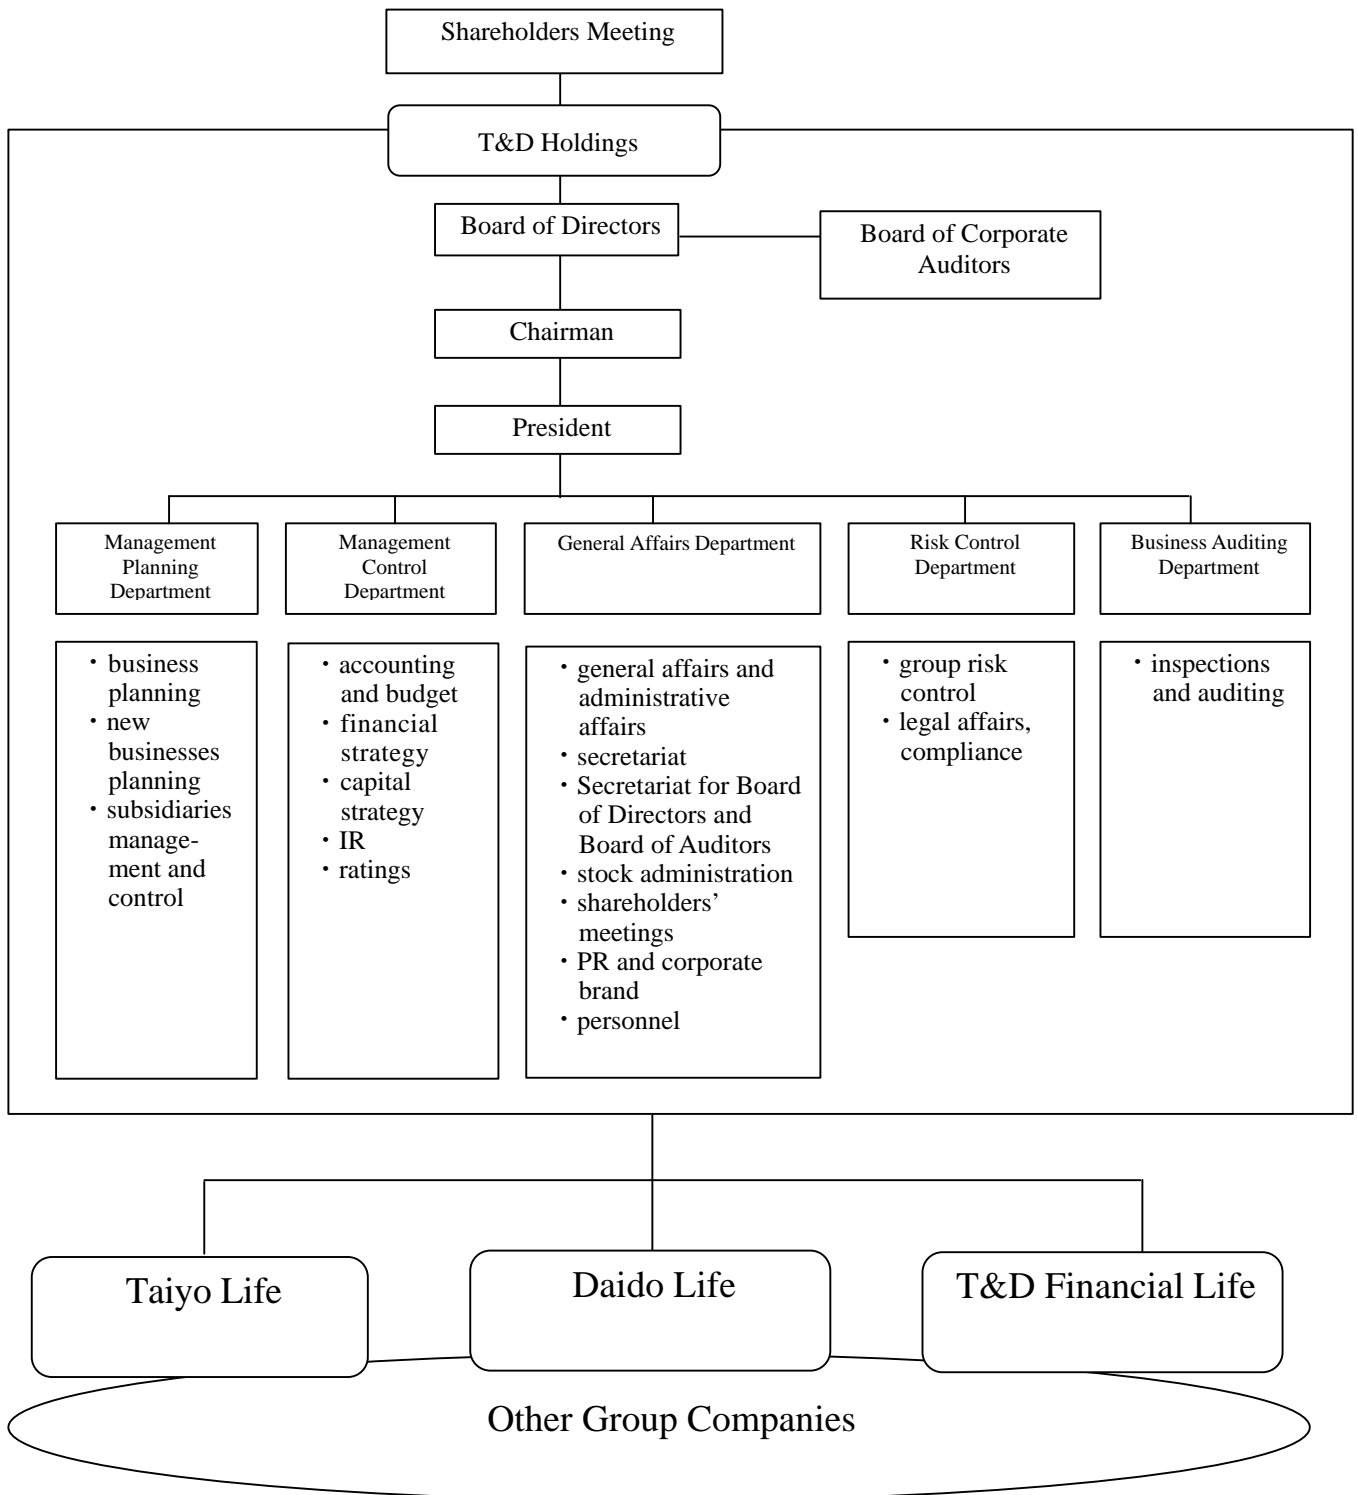 Shareholders Meeting
T&D Holdings
Board of Directors
Board of Corporate
Auditors
Chairman
President
Management
Planning
Department
Management
Control
Department
General Affairs Department
Risk Control
Department
Business Auditing
Department
・business
planning
・new
businesses
planning
・subsidiaries
manage-
ment and
control
・accounting
and budget
・financial
strategy
・capital
strategy
・IR
・ratings
・general affairs and
administrative
affairs
・secretariat
・Secretariat for Board
of Directors and
Board of Auditors
・stock administration
・shareholders’
meetings
・PR and corporate
brand
・personnel
・group risk
control
・legal affairs,
compliance
・inspections
and auditing
Taiyo Life
Daido Life
T&D Financial Life
Other Group Companies